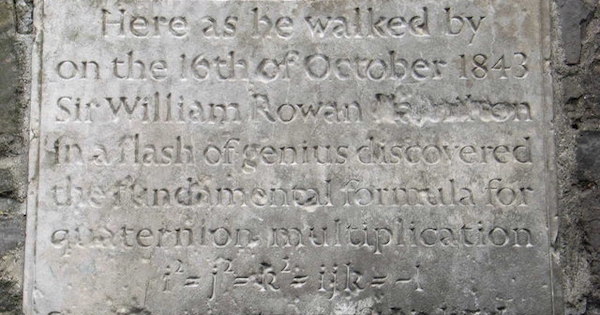 Here as he walked by
on the 16th of October 1843
Sir William Rowan Hamilton
in a flash of genius discovered
the fundamental formula for
quaternion multiplication
i² = j² = k² = ijk = -1